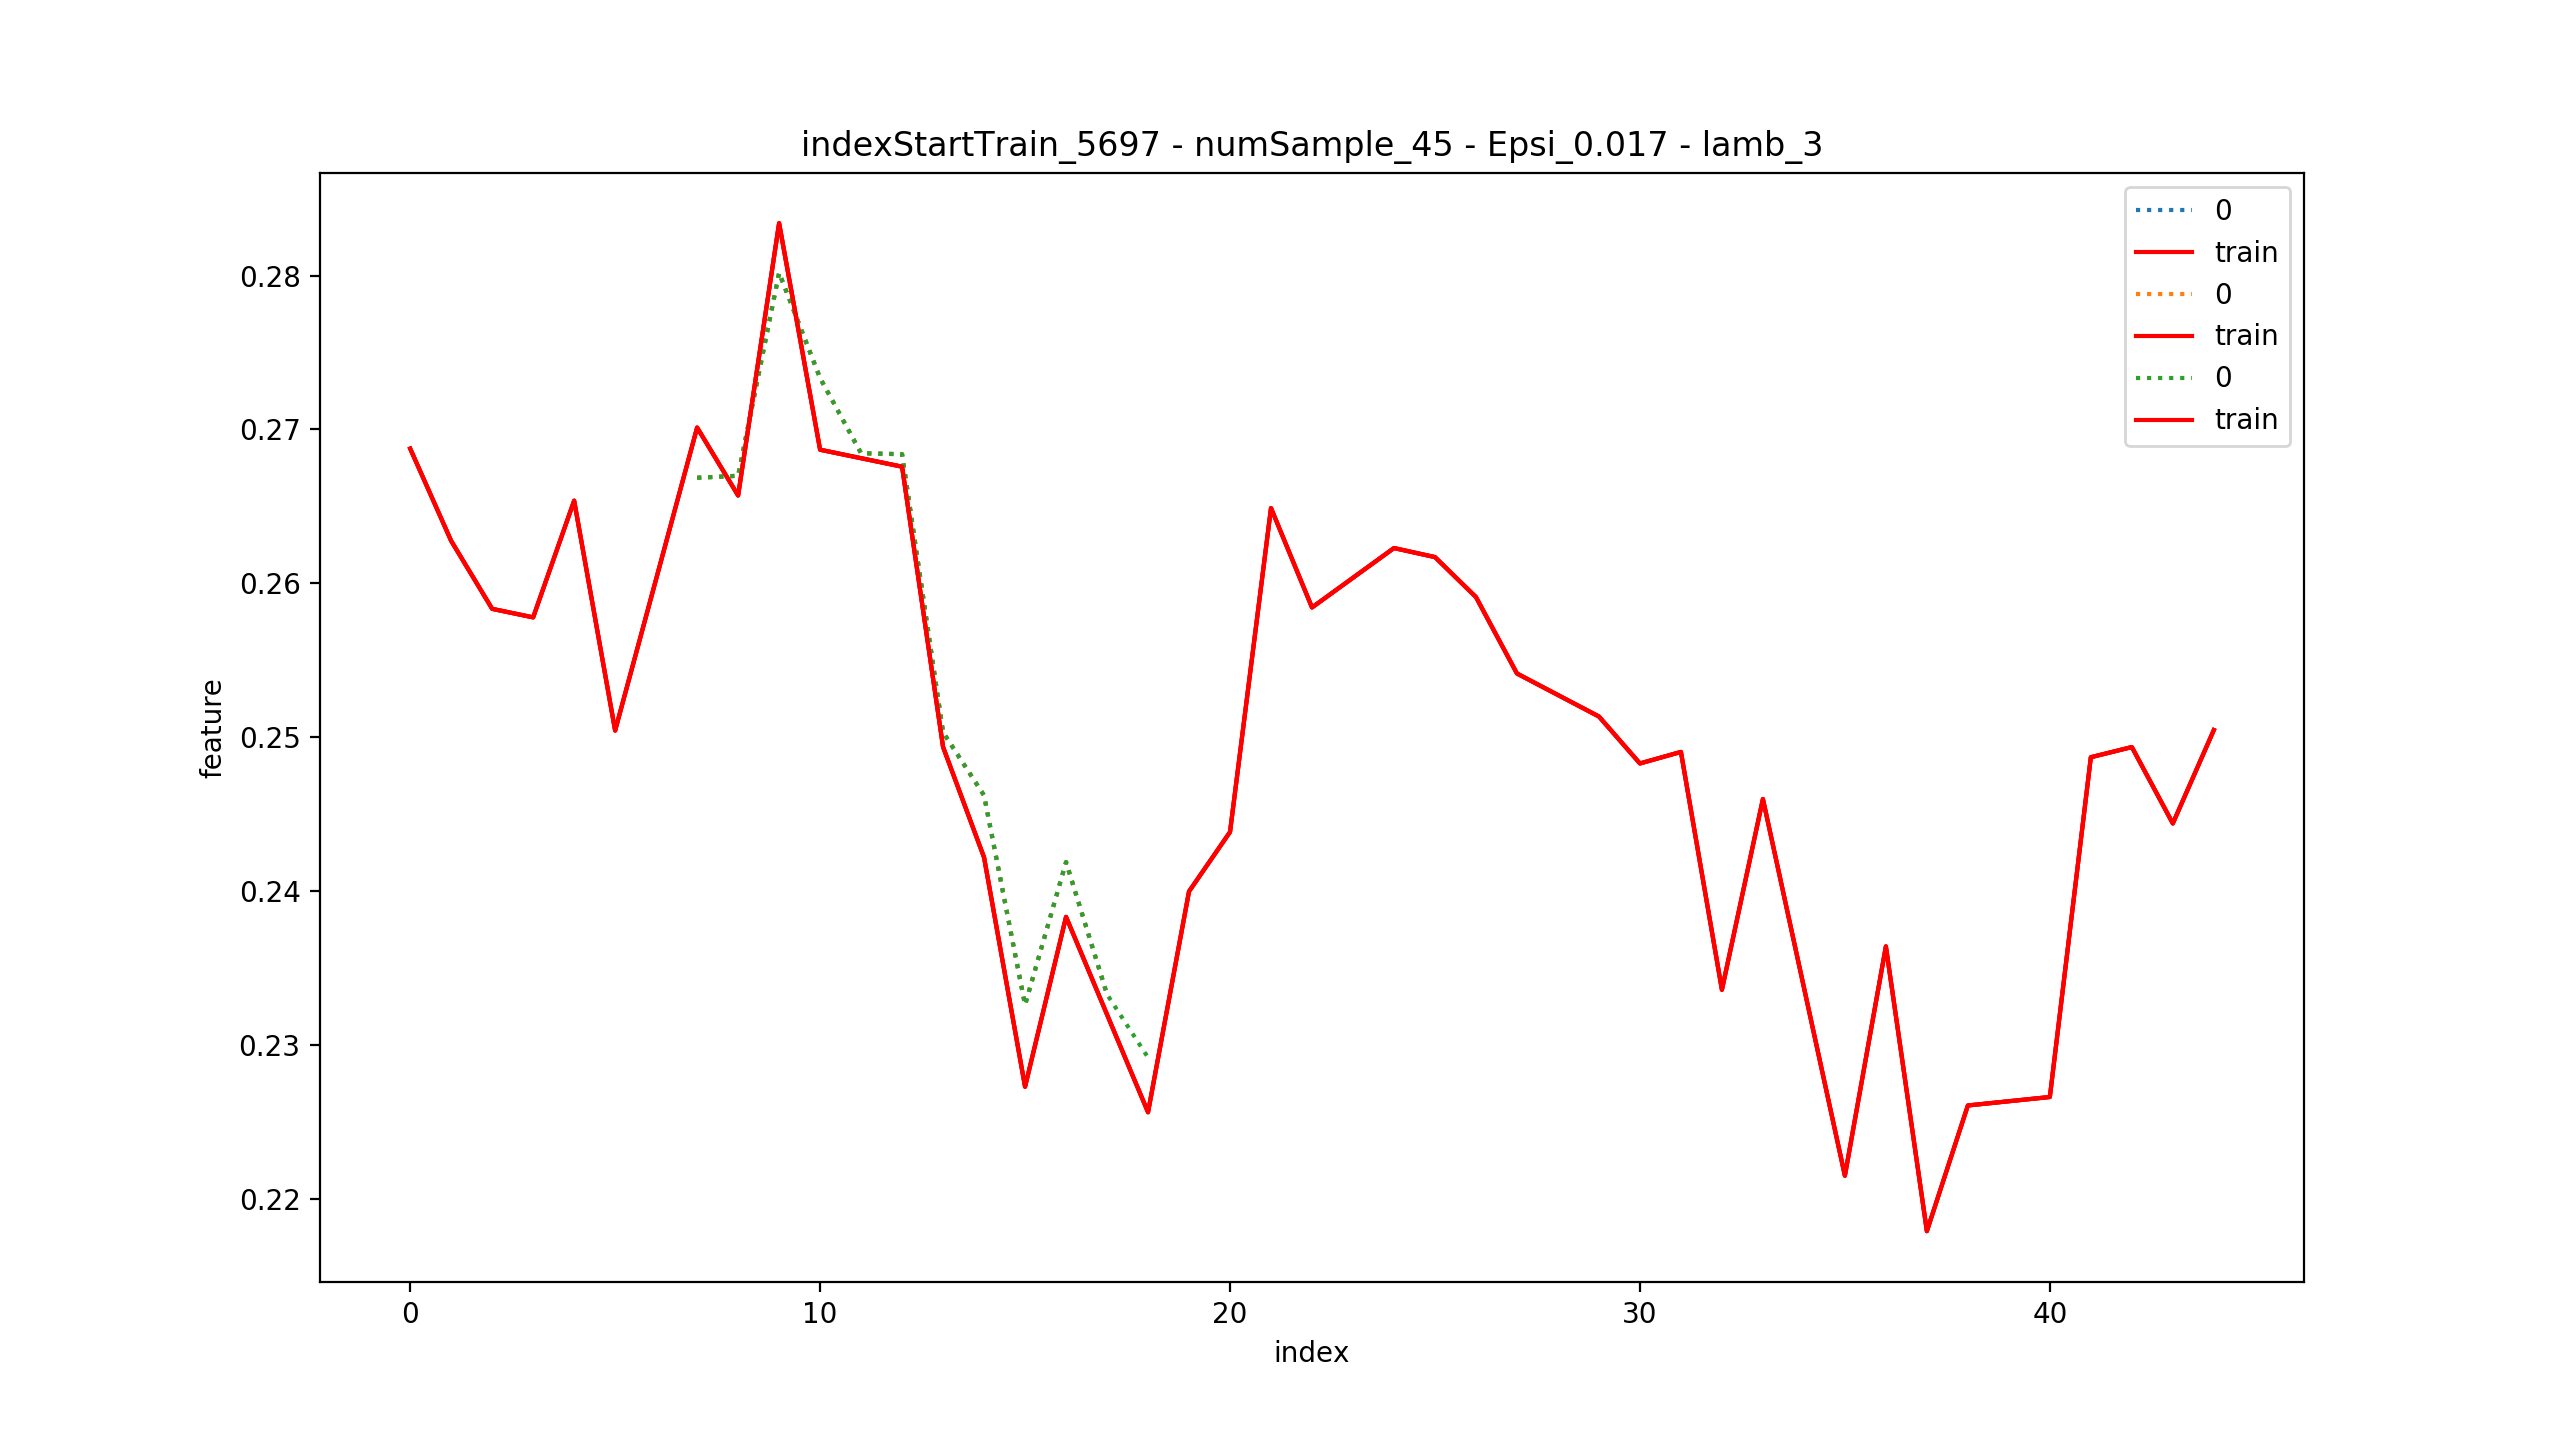 indexStartTrain_5697 - numSample_45 - Epsi_0.017 - lamb_3
0
train
0
train
0
train
0.28
0.27
0.26
0.25
0.24
0.23
0.22
feature
0 10 20 30 40
index